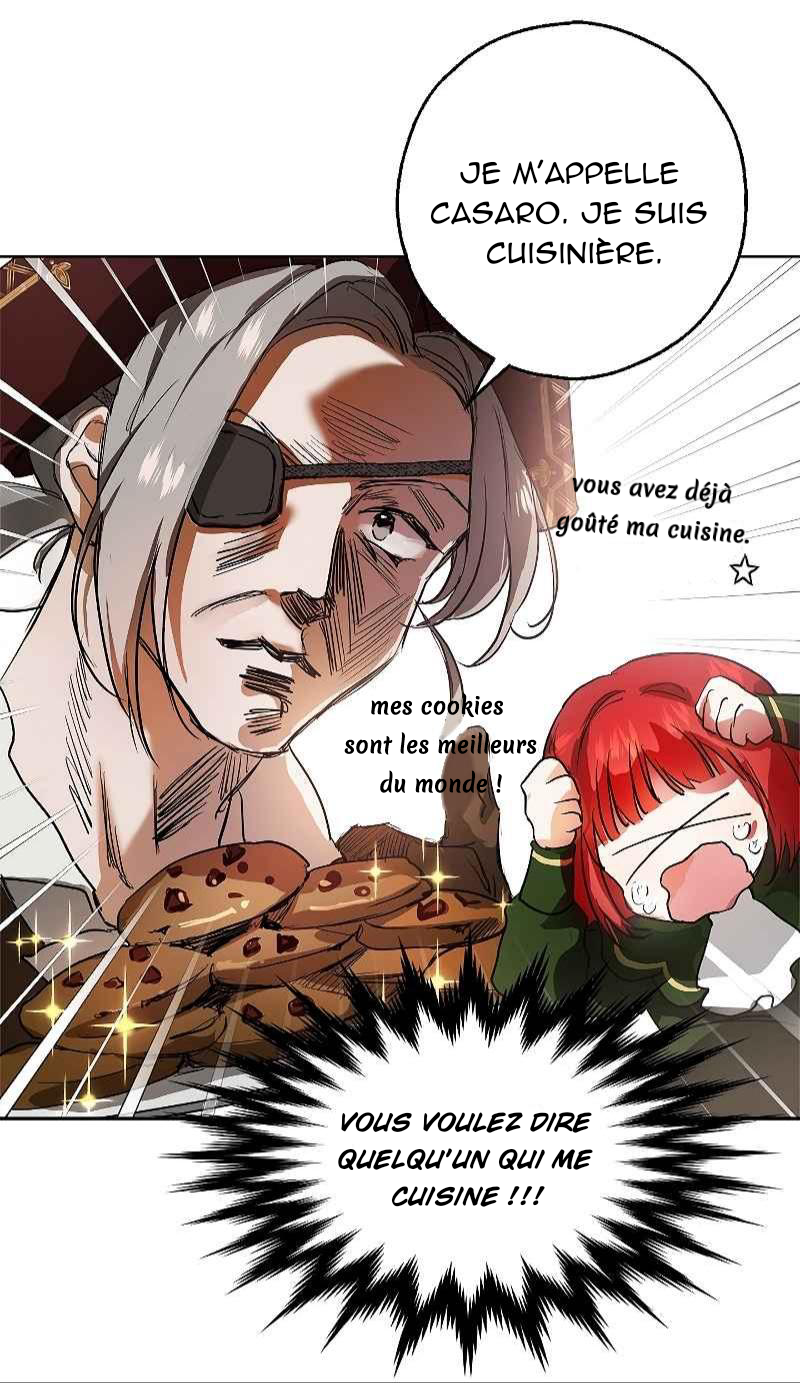 JE M'APPELLE
CASARO. JE SUIS
CUISINIÈRE.
vous avez déjà
goûté ma cuisine.
mes cookies
sont les meilleurs
du monde !
VOUS VOULEZ DIRE
QUELQU'UN QUI ME
CUISINE !!!